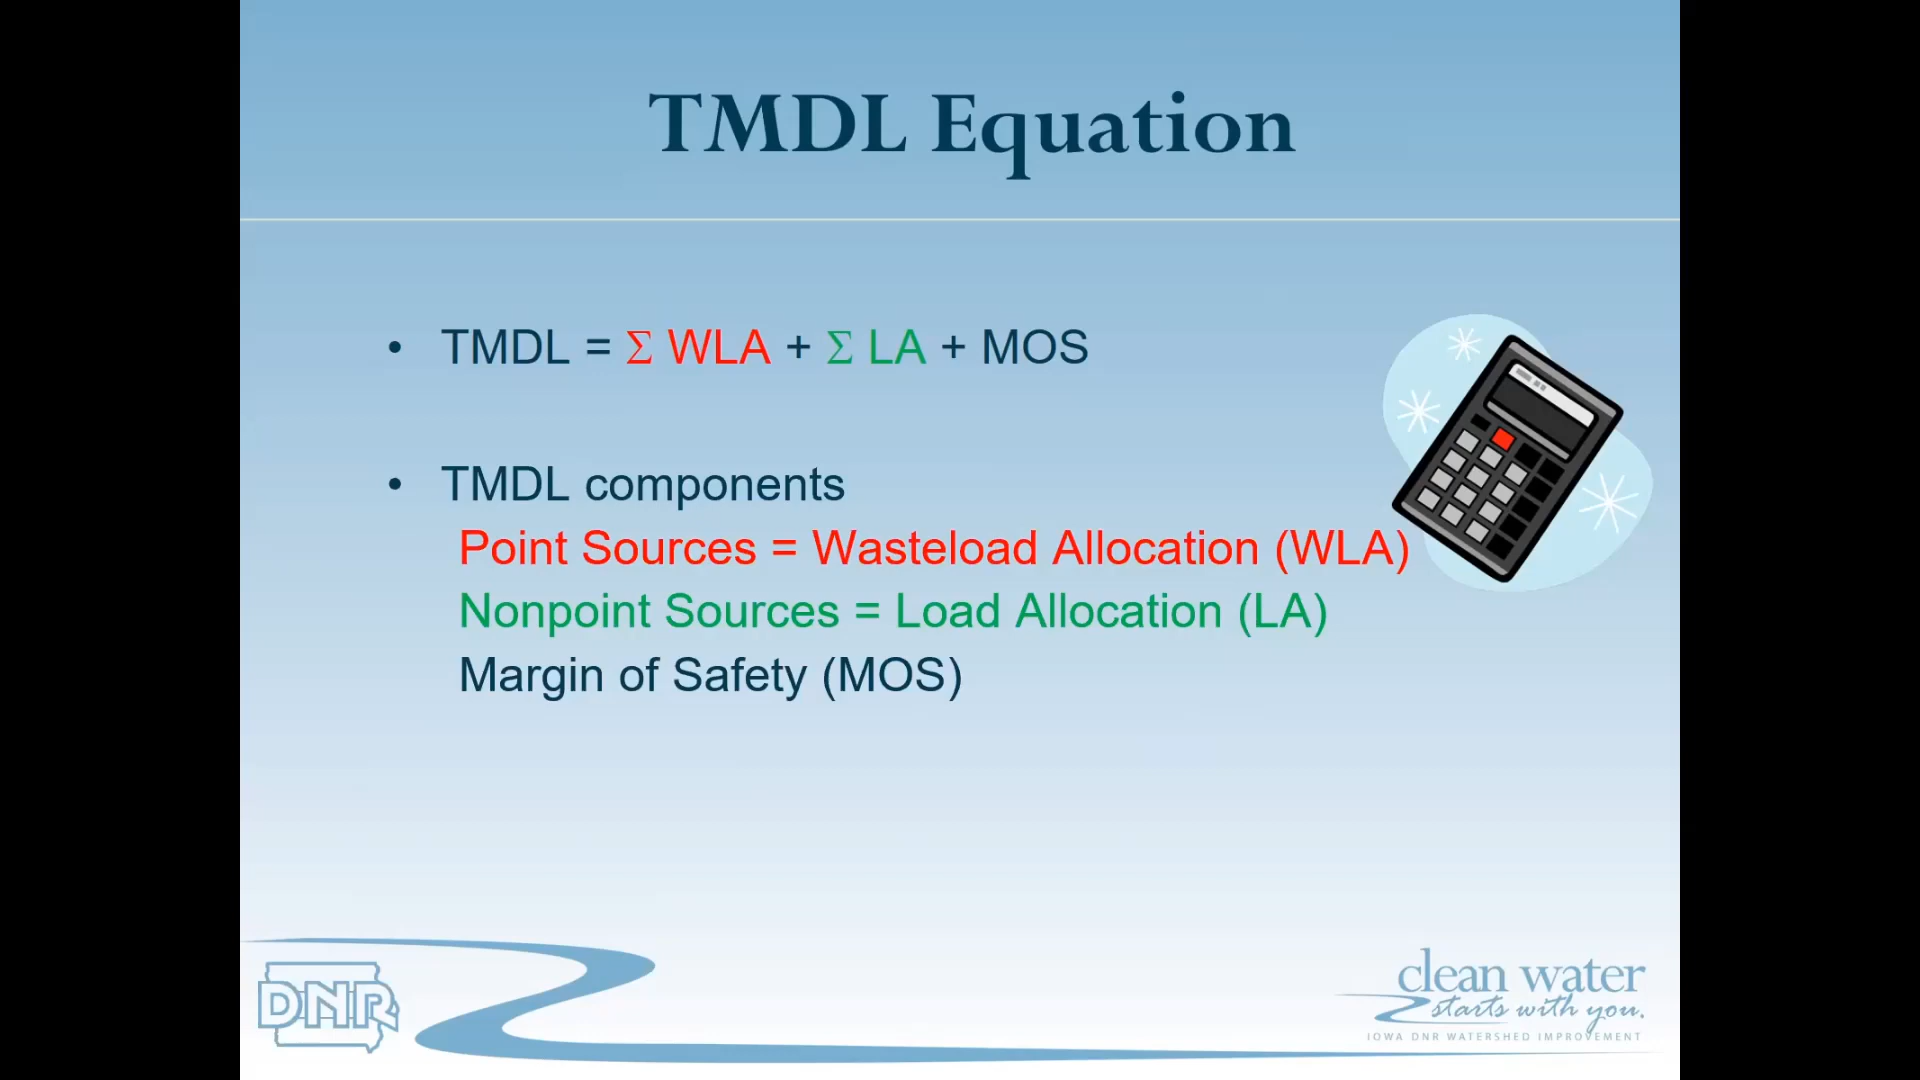 TMDL Equation
• TMDL = Σ WLA + Σ LA + MOS
• TMDL components
Point Sources = Wasteload Allocation (WLA)
Nonpoint Sources = Load Allocation (LA)
Margin of Safety (MOS)
DNR
clean water
starts with you.
IOWA DNR WATERSHED IMPROVEMENT